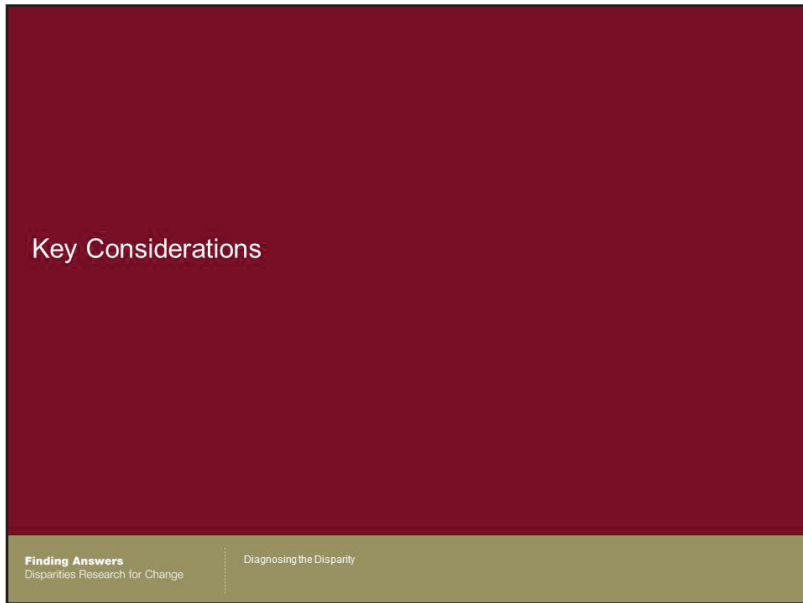 Key Considerations
Finding Answers
Disparities Research for Change
Diagnosing the Disparity